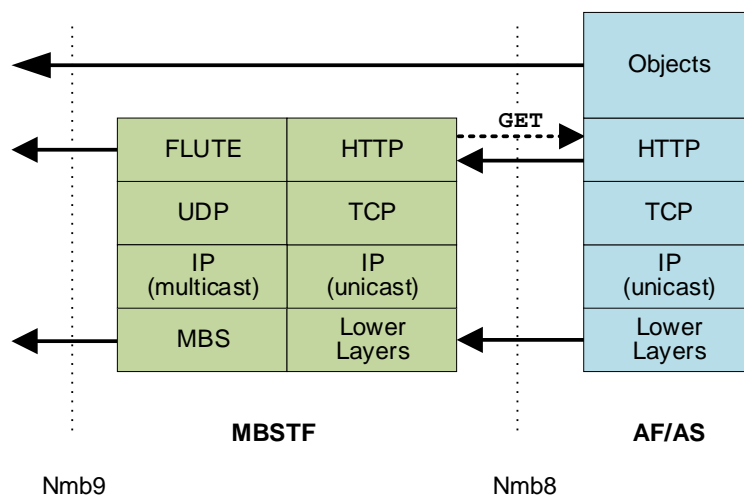 Objects
GET
FLUTE
HTTP
HTTP
UDP
TCP
TCP
IP
(multicast)
IP
(unicast)
IP
(unicast)
MBS
Lower
Layers
Lower
Layers
MBSTF
AF/AS
Nmb9
Nmb8